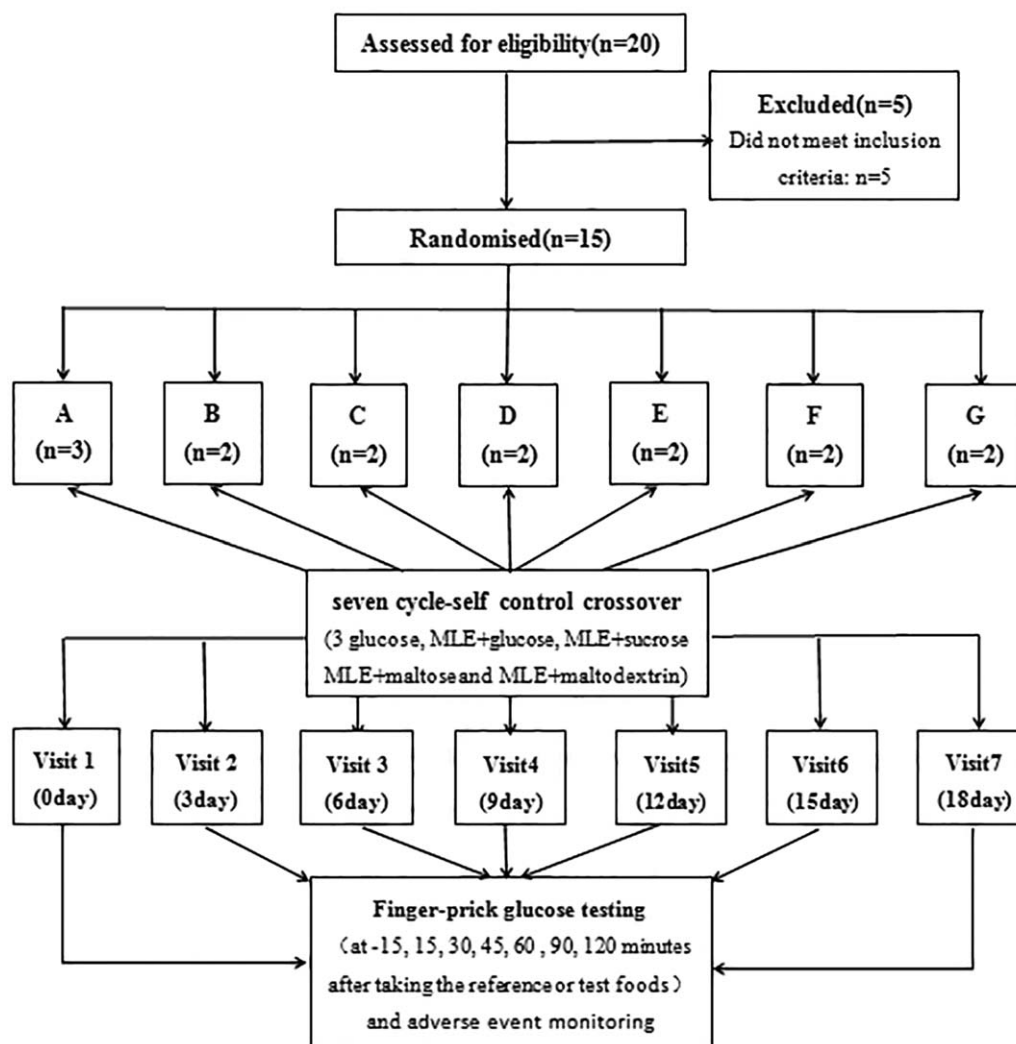 Assessed for eligibility(n=20)
Excluded(n=5)
Did not meet inclusion
criteria: n=5
Randomised(n=15)
A
(n=3)
B
(n=2)
C
(n=2)
D
(n=2)
E
(n=2)
F
(n=2)
G
(n=2)
seven cycle-self control crossover
(3 glucose, MLE+glucose, MLE+sucrose
MLE+maltoseand MLE+maltodextrin)
Visit 1
(0day)
Visit 2
(3day)
Visit 3
(6day)
Visit4
(9day)
Visit5
(12day)
Visit6
(15day)
Visit7
(18day)
Finger-prick glucose testing
（at -15, 15, 30, 45, 60 , 90, 120 minutes
after taking the reference or test foods）
and adverse event monitoring